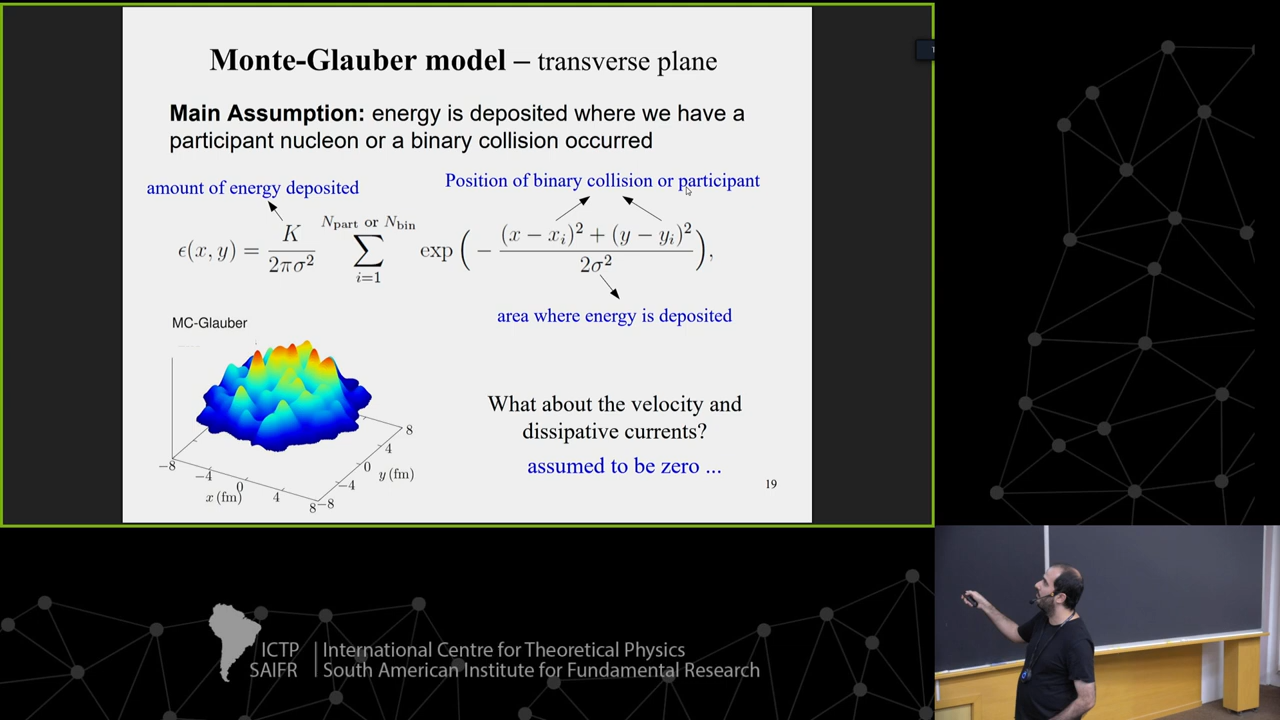 Monte-Glauber model – transverse plane
Main Assumption: energy is deposited where we have a
participant nucleon or a binary collision occurred
amount of energy deposited
Position of binary collision or participant
ϵ(x, y) = K / 2πσ² ∑_{i=1}^{N_part or N_bin} exp ( − (x − x_i)² + (y − y_i)² / 2σ² ),
area where energy is deposited
MC-Glauber
−8
−4
0
4
8
x (fm)
−8
−4
0
4
8
y (fm)
What about the velocity and
dissipative currents?
assumed to be zero ...
19
ICTP
SAIFR
International Centre for Theoretical Physics
South American Institute for Fundamental Research